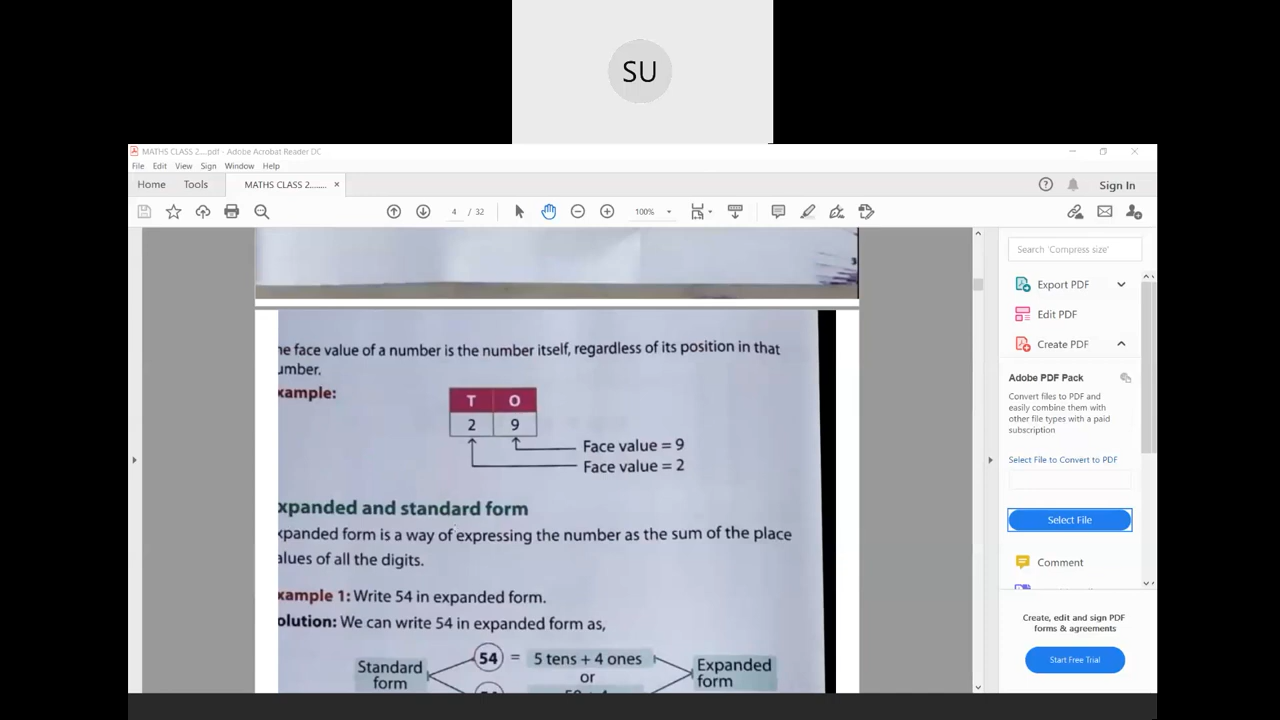 SU
MATHS CLASS 2....pdf - Adobe Acrobat Reader DC
File Edit View Sign Window Help
Home Tools MATHS CLASS 2....... × Sign In
4 / 32 100%
Search 'Compress size'
3
Export PDF
Edit PDF
Create PDF
Adobe PDF Pack
Convert files to PDF and
easily combine them with
other file types with a paid
subscription
Select File to Convert to PDF
Select File
Comment
Create, edit and sign PDF
forms & agreements
Start Free Trial
he face value of a number is the number itself, regardless of its position in that
umber.
xample:
T O
2 9
Face value = 9
Face value = 2
xpanded and standard form
xpanded form is a way of expressing the number as the sum of the place
alues of all the digits.
xample 1: Write 54 in expanded form.
olution: We can write 54 in expanded form as,
Standard
form
54 = 5 tens + 4 ones
or
Expanded
form